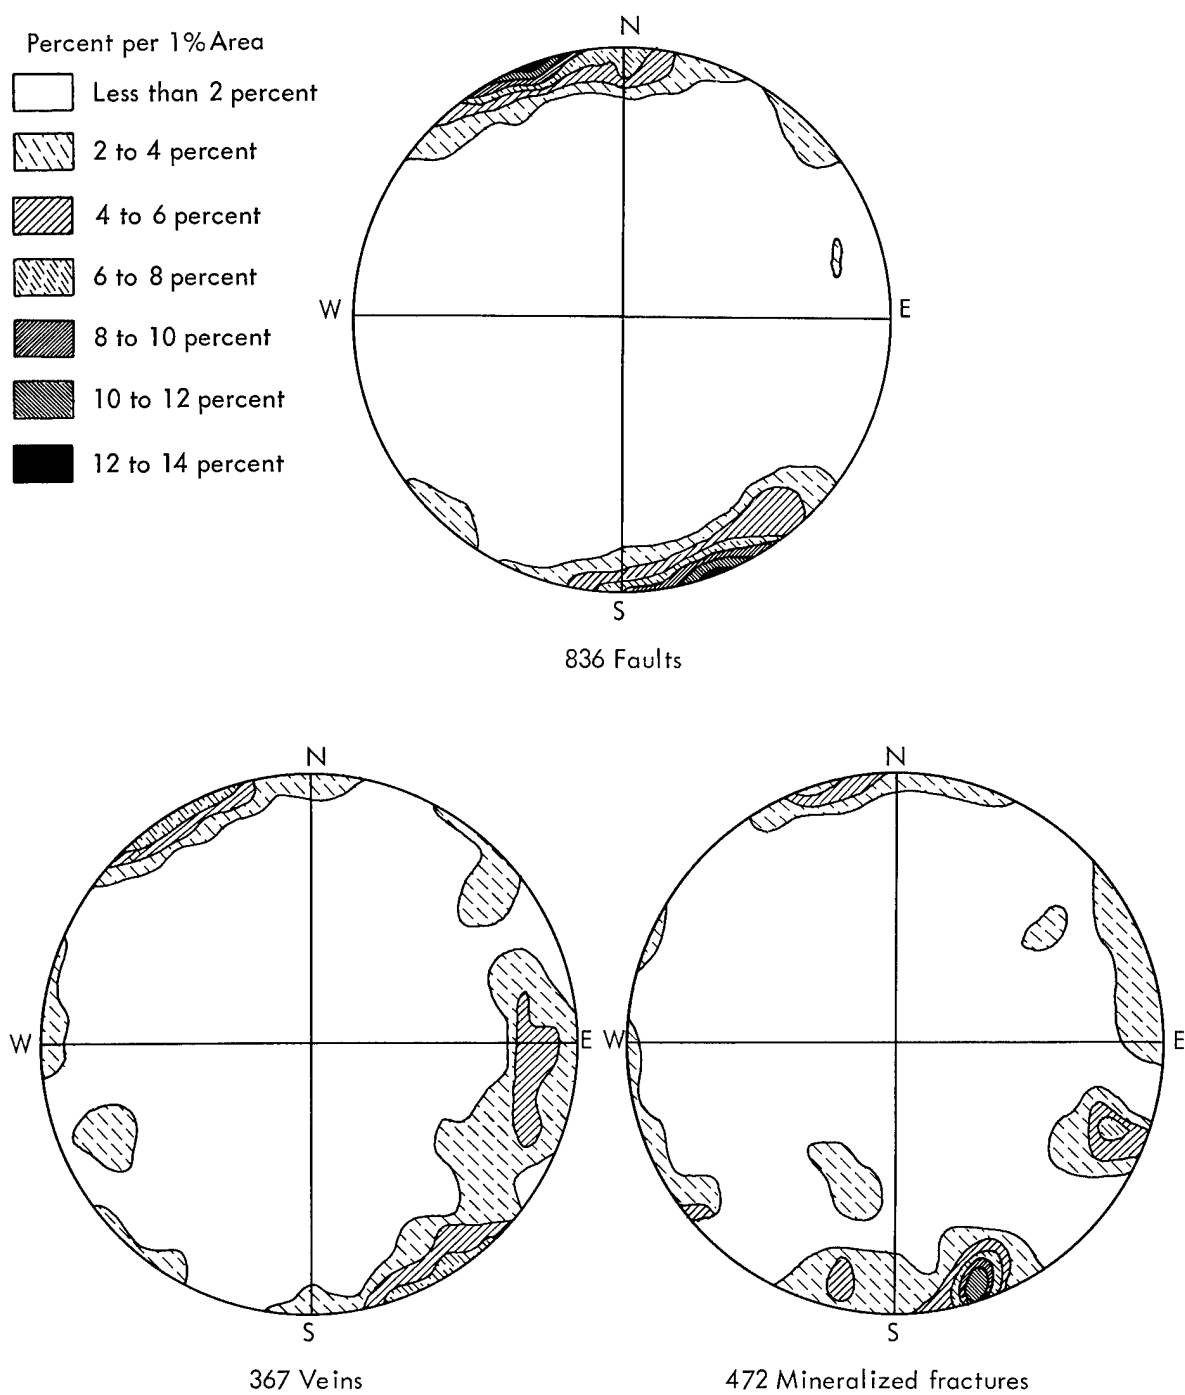 Percent per 1% Area
Less than 2 percent
2 to 4 percent
4 to 6 percent
6 to 8 percent
8 to 10 percent
10 to 12 percent
12 to 14 percent
N
W
E
S
836 Faults
N
W
E
S
367 Veins
N
W
E
S
472 Mineralized fractures